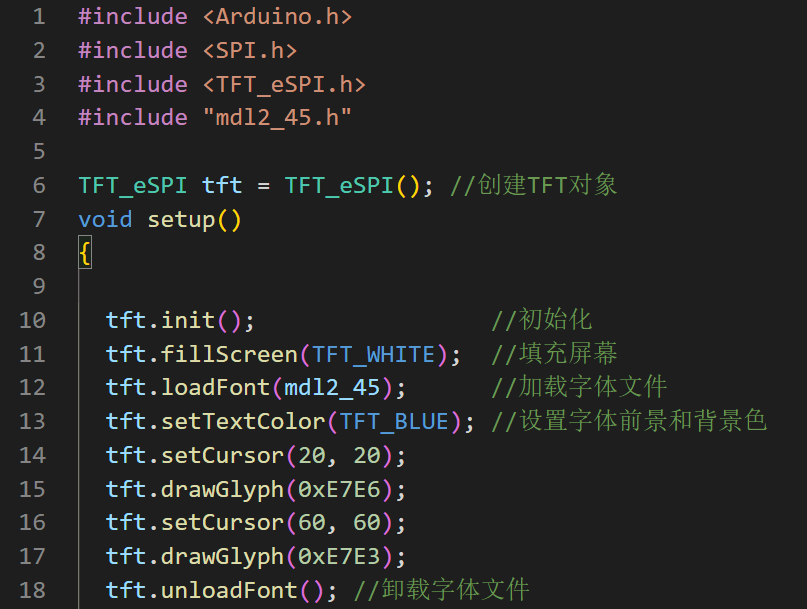 1 #include <Arduino.h>
2 #include <SPI.h>
3 #include <TFT_eSPI.h>
4 #include "mdl2_45.h"
5
6 TFT_eSPI tft = TFT_eSPI(); //创建TFT对象
7 void setup()
8 {
9
10 tft.init(); //初始化
11 tft.fillScreen(TFT_WHITE); //填充屏幕
12 tft.loadFont(mdl2_45); //加载字体文件
13 tft.setTextColor(TFT_BLUE); //设置字体前景和背景色
14 tft.setCursor(20, 20);
15 tft.drawGlyph(0xE7E6);
16 tft.setCursor(60, 60);
17 tft.drawGlyph(0xE7E3);
18 tft.unloadFont(); //卸载字体文件